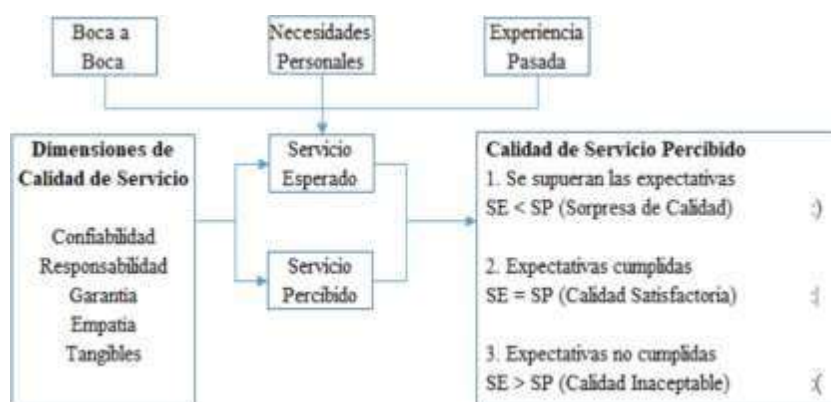 Boca a
Boca
Necesidades
Personales
Experiencia
Pasada
Dimensiones de
Calidad de Servicio
Confiabilidad
Responsabilidad
Garantia
Empatia
Tangibles
Servicio
Esperado
Servicio
Percibido
Calidad de Servicio Percibido
1. Se supueran las expectativas
SE < SP (Sorpresa de Calidad) :)
2. Expectativas cumplidas
SE = SP (Calidad Satisfactoria) :|
3. Expectativas no cumplidas
SE > SP (Calidad Inaceptable) :(